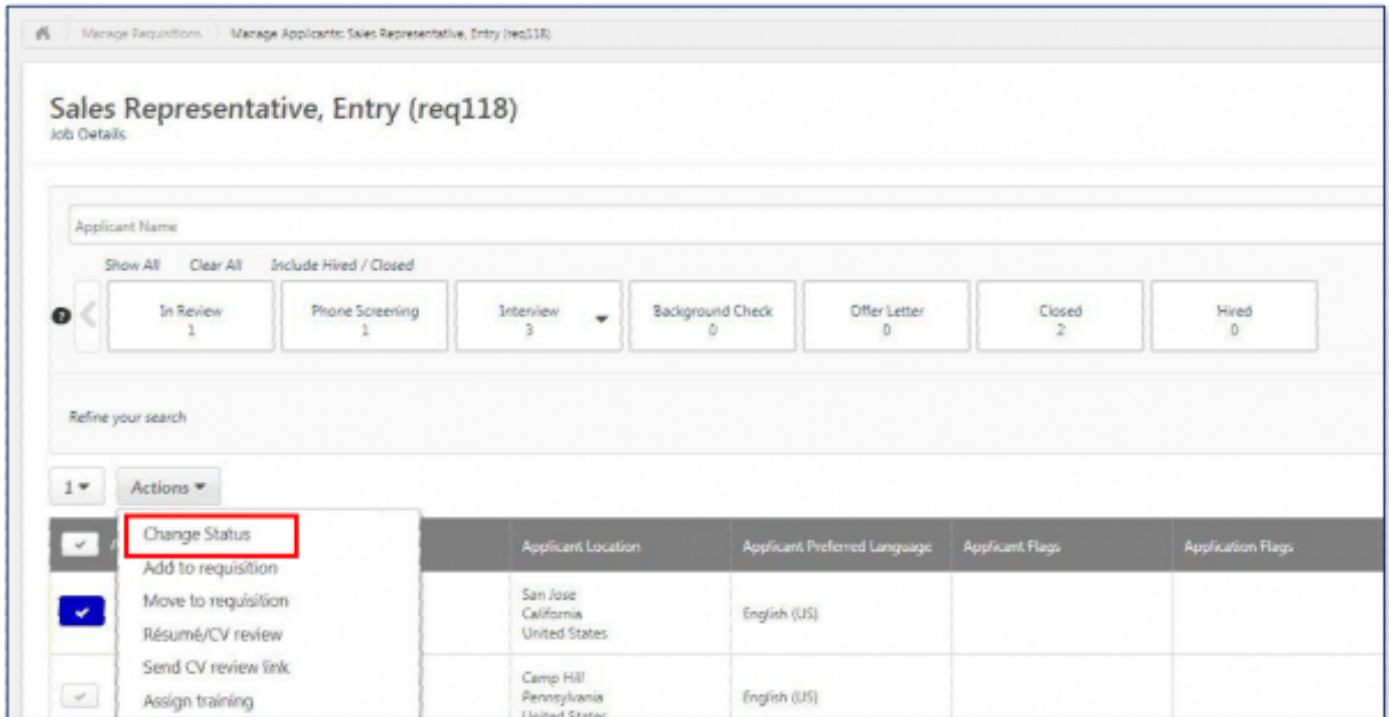 Manage Requisitions Manage Applicants: Sales Representative, Entry (req118)
Sales Representative, Entry (req118)
Job Details
Applicant Name
Show All Clear All Include Hired / Closed
In Review Phone Screening Interview Background Check Offer Letter Closed Hired
1 1 3 0 0 2 0
Refine your search
1 Actions
Change Status
Applicant Location Applicant Preferred Language Applicant Flags Application Flags
Add to requisition
Move to requisition
Résumé/CV review
Send CV review link
Assign training
San Jose
California
United States
English (US)
Camp Hill
Pennsylvania
United States
English (US)